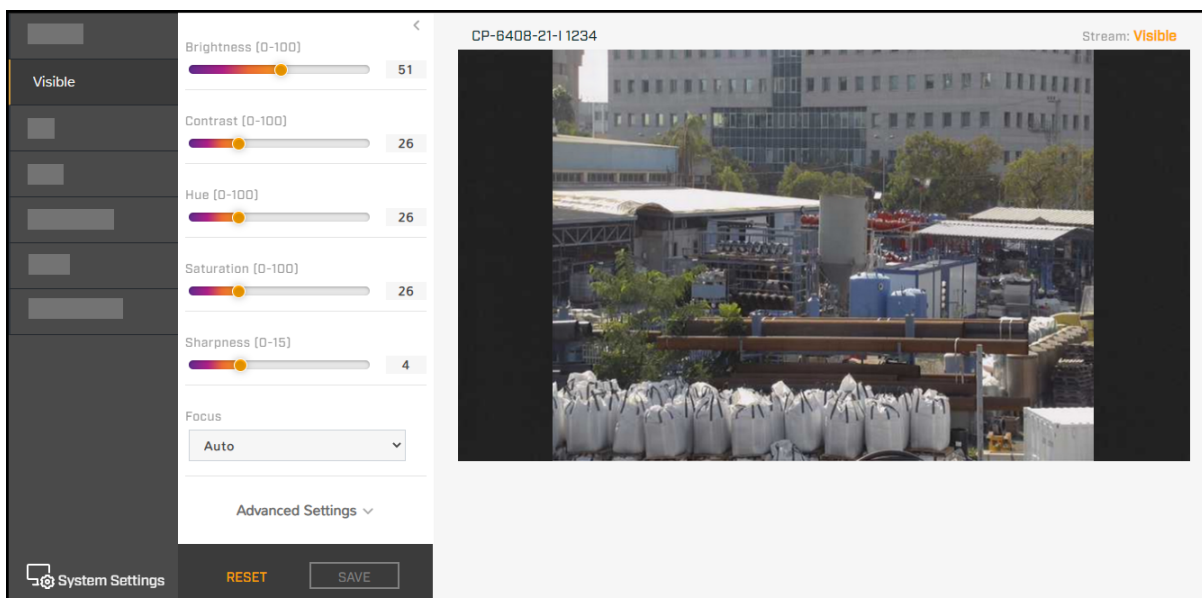 Visible
System Settings
Brightness (0-100)
51
Contrast (0-100)
26
Hue (0-100)
26
Saturation (0-100)
26
Sharpness (0-15)
4
Focus
Auto
Advanced Settings
RESET
SAVE
CP-6408-21-I 1234
Stream: Visible